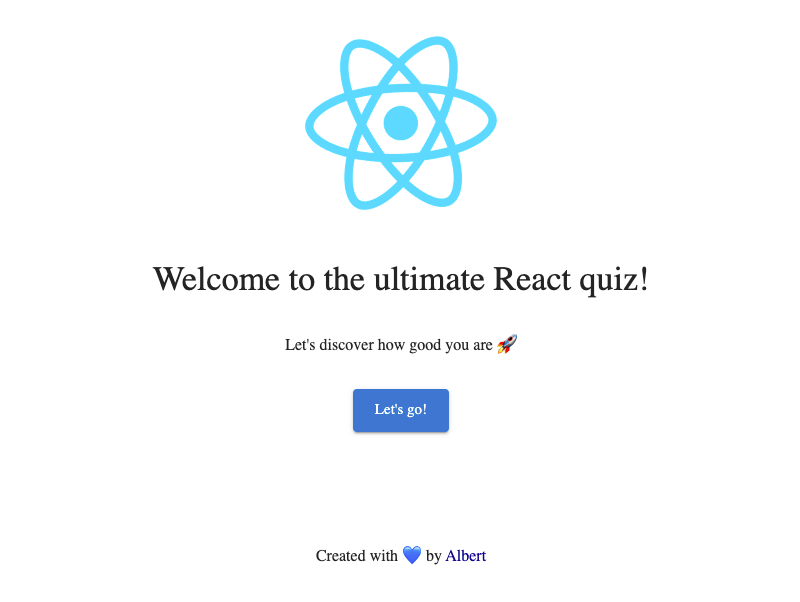 Welcome to the ultimate React quiz!
Let's discover how good you are 🚀
Let's go!
Created with 💙 by Albert